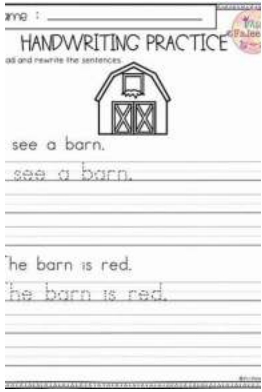 ame :
HANDWRITING PRACTICE
ad and rewrite the sentences.
see a barn.
see a barn.
he barn is red.
he barn is red.